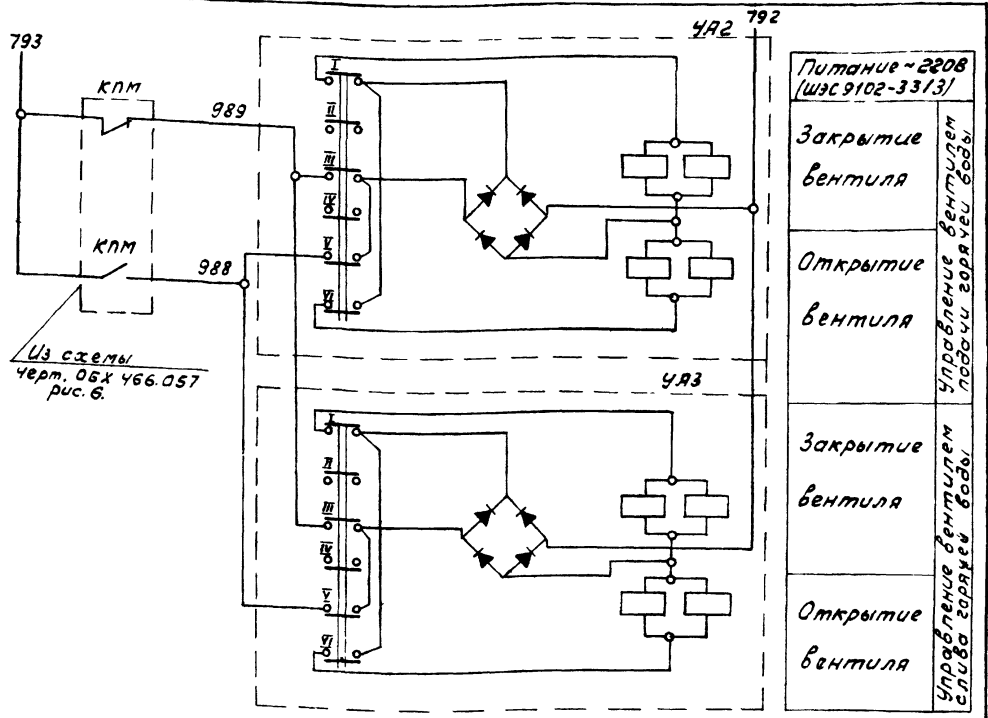 793
КПМ
989
КПМ
988
Из схемы
черт. ОБХ 466.057
рис. 6.
УА2
792
I
II
III
IV
V
VI
УА3
I
II
III
IV
V
VI
Питание ~ 220В
(ШЭС 9102-3313)
Закрытие
вентиля
Открытие
вентиля
Управление вентилем
подачи горячей воды
Закрытие
вентиля
Открытие
вентиля
Управление вентилем
слива горячей воды